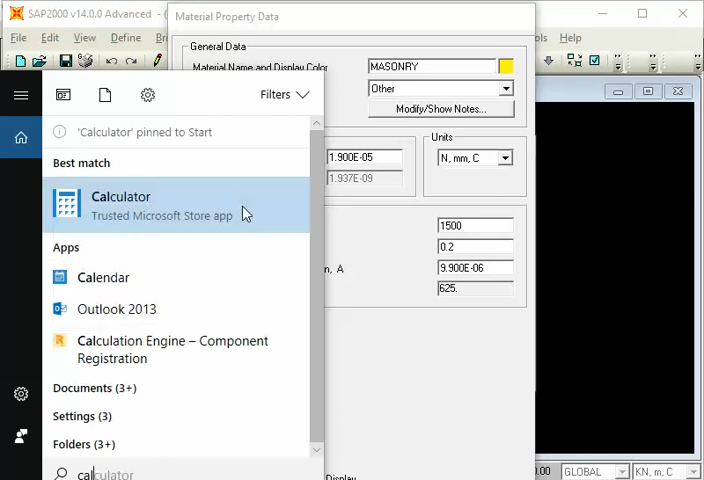 SAP2000 v14.0.0 Advanced - (
Material Property Data
File Edit View Define
Help
General Data
Material Name and Display Color MASONRY
Other
Modify/Show Notes...
Filters
'Calculator' pinned to Start
Units
Best match
1.900E-05 N, mm, C
1.937E-09
Calculator
Trusted Microsoft Store app
1500
Apps
0.2
n, A 9.900E-06
Calendar
625.
Outlook 2013
Calculation Engine – Component
Registration
Documents (3+)
Settings (3)
Folders (3+)
calculator
Display
0.00 GLOBAL KN, m, C